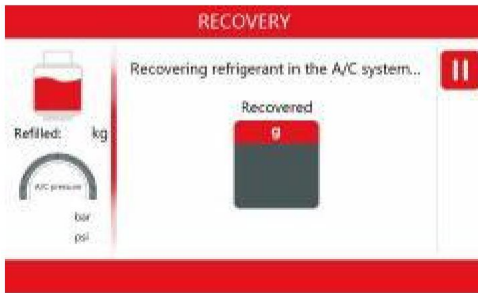 RECOVERY
Recovering refrigerant in the A/C system...
Recovered
g
Refilled: kg
A/C pressure
bar
psi